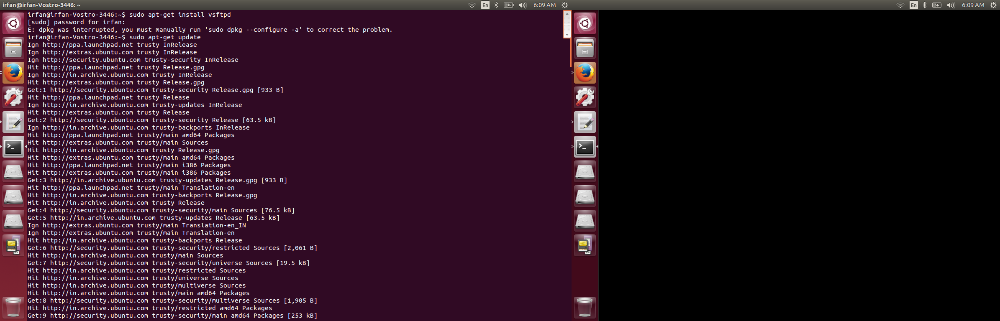 irfan@irfan-Vostro-3446: ~
En
6:09 AM
En
6:09 AM
irfan@irfan-Vostro-3446:~$ sudo apt-get install vsftpd
[sudo] password for irfan:
E: dpkg was interrupted, you must manually run 'sudo dpkg --configure -a' to correct the problem.
irfan@irfan-Vostro-3446:~$ sudo apt-get update
Ign http://ppa.launchpad.net trusty InRelease
Ign http://extras.ubuntu.com trusty InRelease
Ign http://security.ubuntu.com trusty-security InRelease
Hit http://ppa.launchpad.net trusty Release.gpg
Ign http://in.archive.ubuntu.com trusty InRelease
Hit http://extras.ubuntu.com trusty Release.gpg
Get:1 http://security.ubuntu.com trusty-security Release.gpg [933 B]
Hit http://ppa.launchpad.net trusty Release
Ign http://in.archive.ubuntu.com trusty-updates InRelease
Hit http://extras.ubuntu.com trusty Release
Get:2 http://security.ubuntu.com trusty-security Release [63.5 kB]
Ign http://in.archive.ubuntu.com trusty-backports InRelease
Hit http://ppa.launchpad.net trusty/main amd64 Packages
Hit http://extras.ubuntu.com trusty/main Sources
Hit http://in.archive.ubuntu.com trusty Release.gpg
Hit http://extras.ubuntu.com trusty/main amd64 Packages
Hit http://ppa.launchpad.net trusty/main i386 Packages
Hit http://extras.ubuntu.com trusty/main i386 Packages
Get:3 http://in.archive.ubuntu.com trusty-updates Release.gpg [933 B]
Hit http://ppa.launchpad.net trusty/main Translation-en
Hit http://in.archive.ubuntu.com trusty-backports Release.gpg
Hit http://in.archive.ubuntu.com trusty Release
Get:4 http://security.ubuntu.com trusty-security/main Sources [76.5 kB]
Get:5 http://in.archive.ubuntu.com trusty-updates Release [63.5 kB]
Ign http://extras.ubuntu.com trusty/main Translation-en_IN
Ign http://extras.ubuntu.com trusty/main Translation-en
Hit http://in.archive.ubuntu.com trusty-backports Release
Get:6 http://security.ubuntu.com trusty-security/restricted Sources [2,061 B]
Hit http://in.archive.ubuntu.com trusty/main Sources
Get:7 http://security.ubuntu.com trusty-security/universe Sources [19.5 kB]
Hit http://in.archive.ubuntu.com trusty/restricted Sources
Hit http://in.archive.ubuntu.com trusty/universe Sources
Hit http://in.archive.ubuntu.com trusty/multiverse Sources
Hit http://in.archive.ubuntu.com trusty/main amd64 Packages
Get:8 http://security.ubuntu.com trusty-security/multiverse Sources [1,905 B]
Hit http://in.archive.ubuntu.com trusty/restricted amd64 Packages
Get:9 http://security.ubuntu.com trusty-security/main amd64 Packages [253 kB]